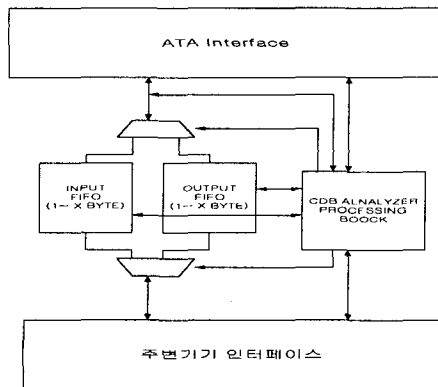 ATA Interface
INPUT
FIFO
(1~ X BYTE)
OUTPUT
FIFO
(1~ X BYTE)
CDB ALNALYZER
PROCESSING
BOOCK
주변기기 인터페이스